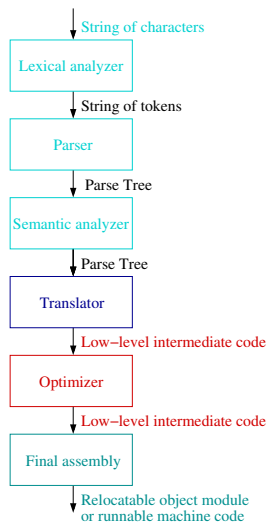 String of characters
Lexical analyzer
String of tokens
Parser
Parse Tree
Semantic analyzer
Parse Tree
Translator
Low−level intermediate code
Optimizer
Low−level intermediate code
Final assembly
Relocatable object module
or runnable machine code